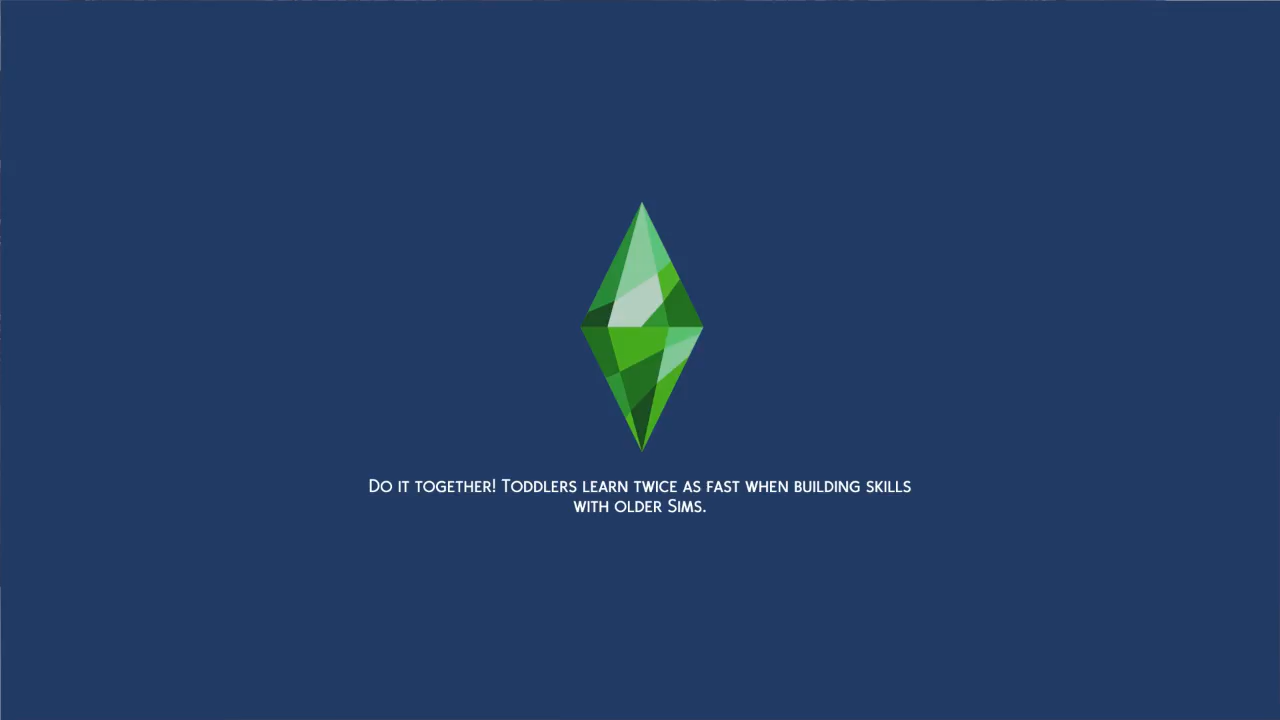 Do it together! Toddlers learn twice as fast when building skills
with older Sims.